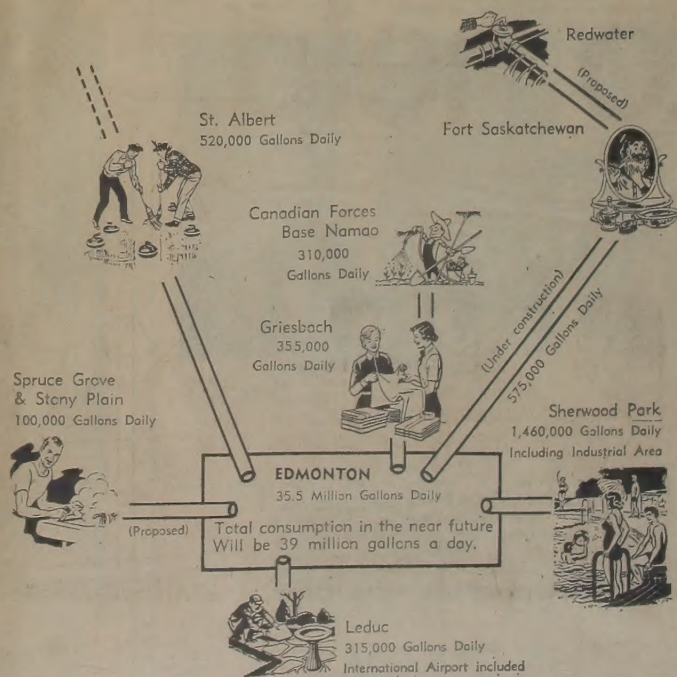 Redwater
(Proposed)
St. Albert
520,000 Gallons Daily
Fort Saskatchewan
Canadian Forces
Base Namao
310,000
Gallons Daily
(Under construction)
575,000 Gallons Daily
Griesbach
355,000
Gallons Daily
Spruce Grove
& Stony Plain
100,000 Gallons Daily
Sherwood Park
1,460,000 Gallons Daily
Including Industrial Area
EDMONTON
35.5 Million Gallons Daily
(Proposed)
Total consumption in the near future
Will be 39 million gallons a day.
Leduc
315,000 Gallons Daily
International Airport included